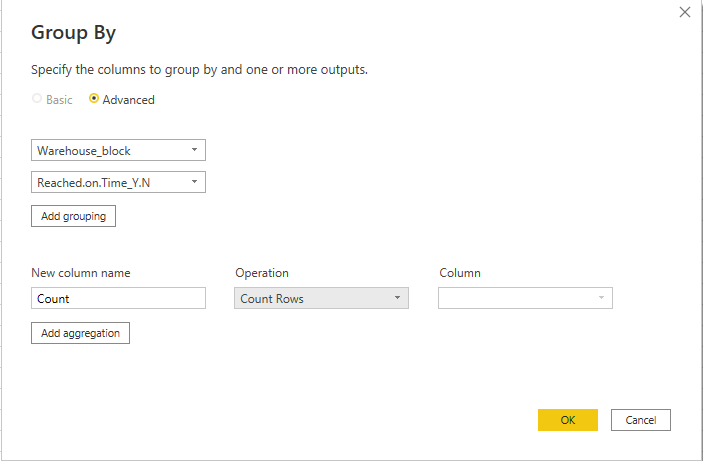 Group By
Specify the columns to group by and one or more outputs.
Basic Advanced
Warehouse_block
Reached.on.Time_Y.N
Add grouping
New column name Operation Column
Count Count Rows
Add aggregation
OK Cancel